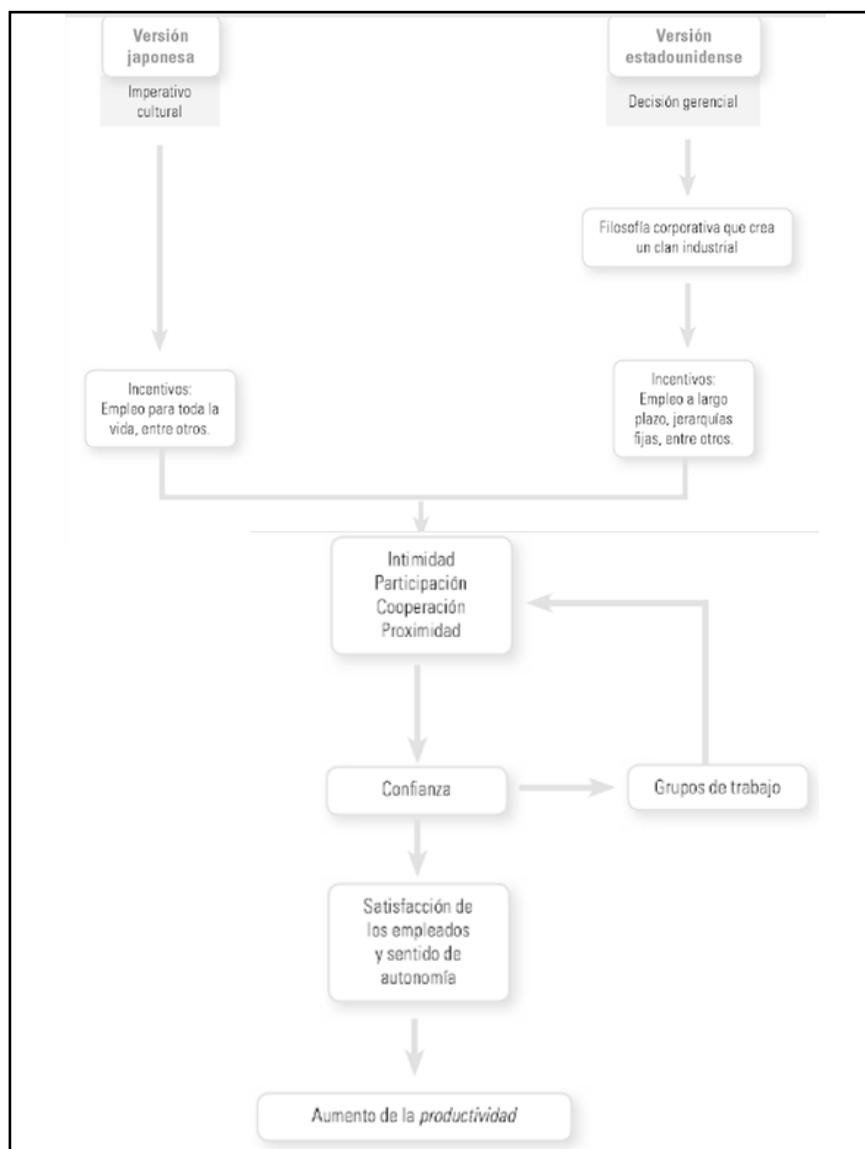 Versión
japonesa
Imperativo
cultural
Versión
estadounidense
Decisión gerencial
Filosofía corporativa que crea
un clan industrial
Incentivos:
Empleo para toda la
vida, entre otros.
Incentivos:
Empleo a largo
plazo, jerarquías
fijas, entre otros.
Intimidad
Participación
Cooperación
Proximidad
Confianza
Grupos de trabajo
Satisfacción de
los empleados
y sentido de
autonomía
Aumento de la productividad